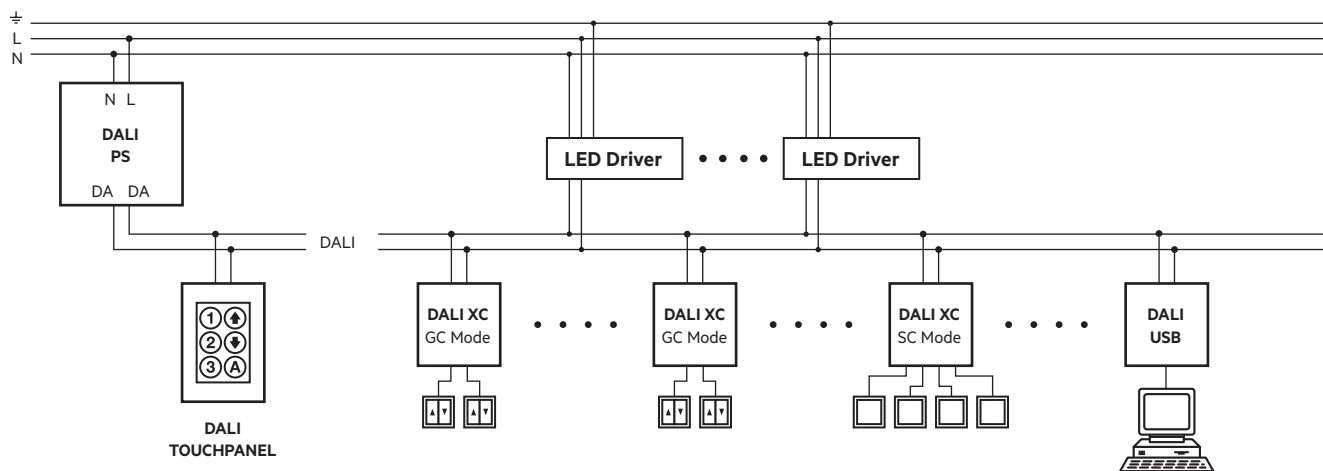 L
N
N L
DALI
PS
DA DA
LED Driver
LED Driver
DALI
1
2
3 A
DALI
TOUCHPANEL
DALI XC
GC Mode
DALI XC
GC Mode
DALI XC
SC Mode
DALI
USB